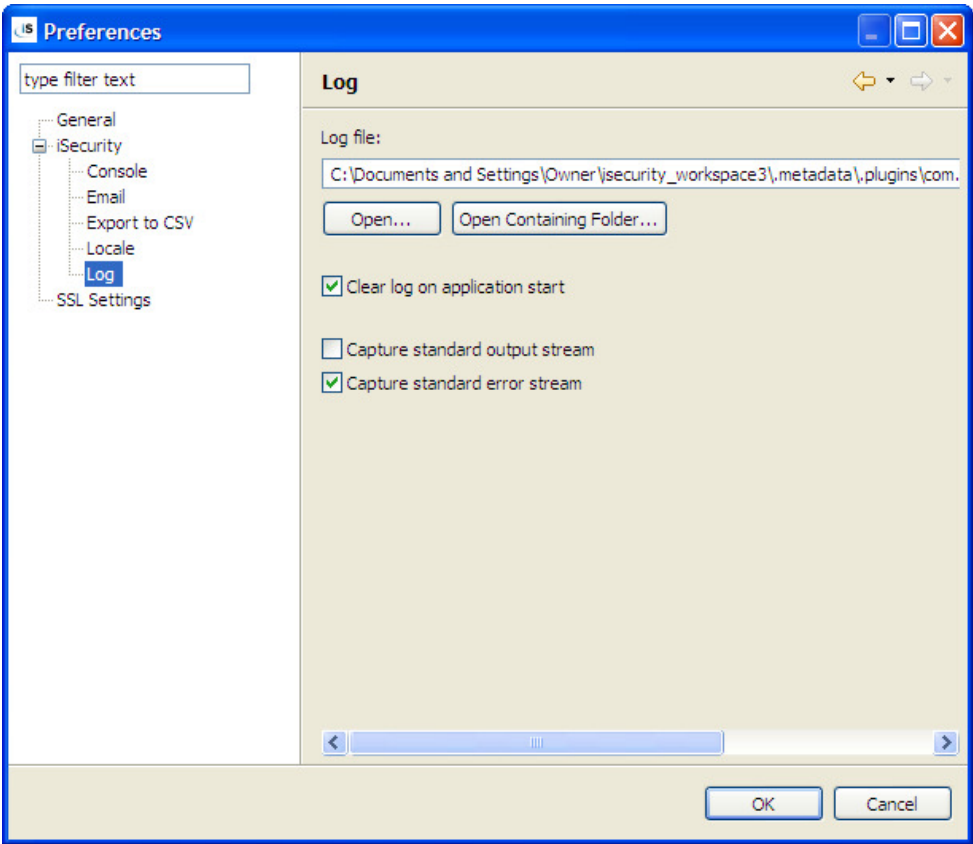 iS Preferences
type filter text
General
iSecurity
Console
Email
Export to CSV
Locale
Log
SSL Settings
Log
Log file:
C:\Documents and Settings\Owner\isecurity_workspace3\.metadata\.plugins\com.
Open... Open Containing Folder...
Clear log on application start
Capture standard output stream
Capture standard error stream
OK Cancel